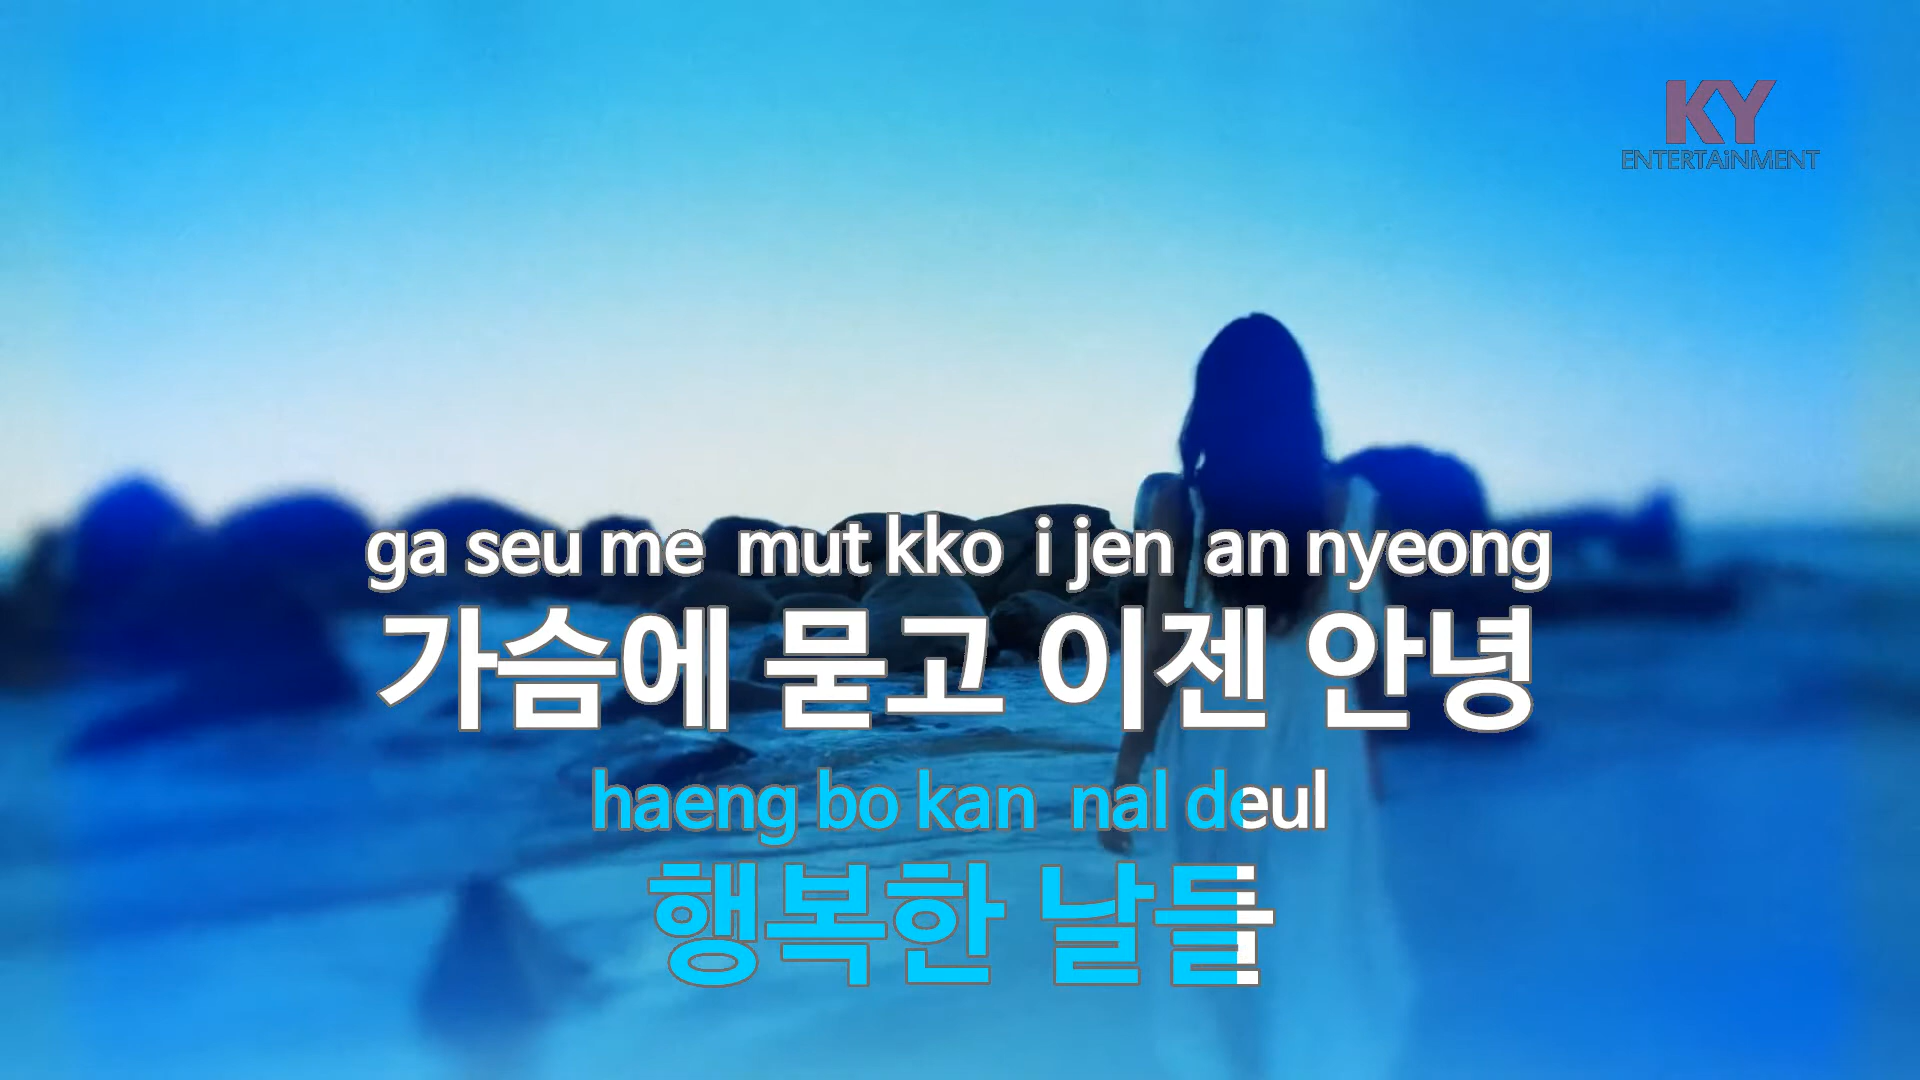 KY
ENTERTAiNMENT
ga seu me mut kko i jen an nyeong
가슴에 묻고 이젠 안녕
haeng bo kan nal deul
행복한 날들